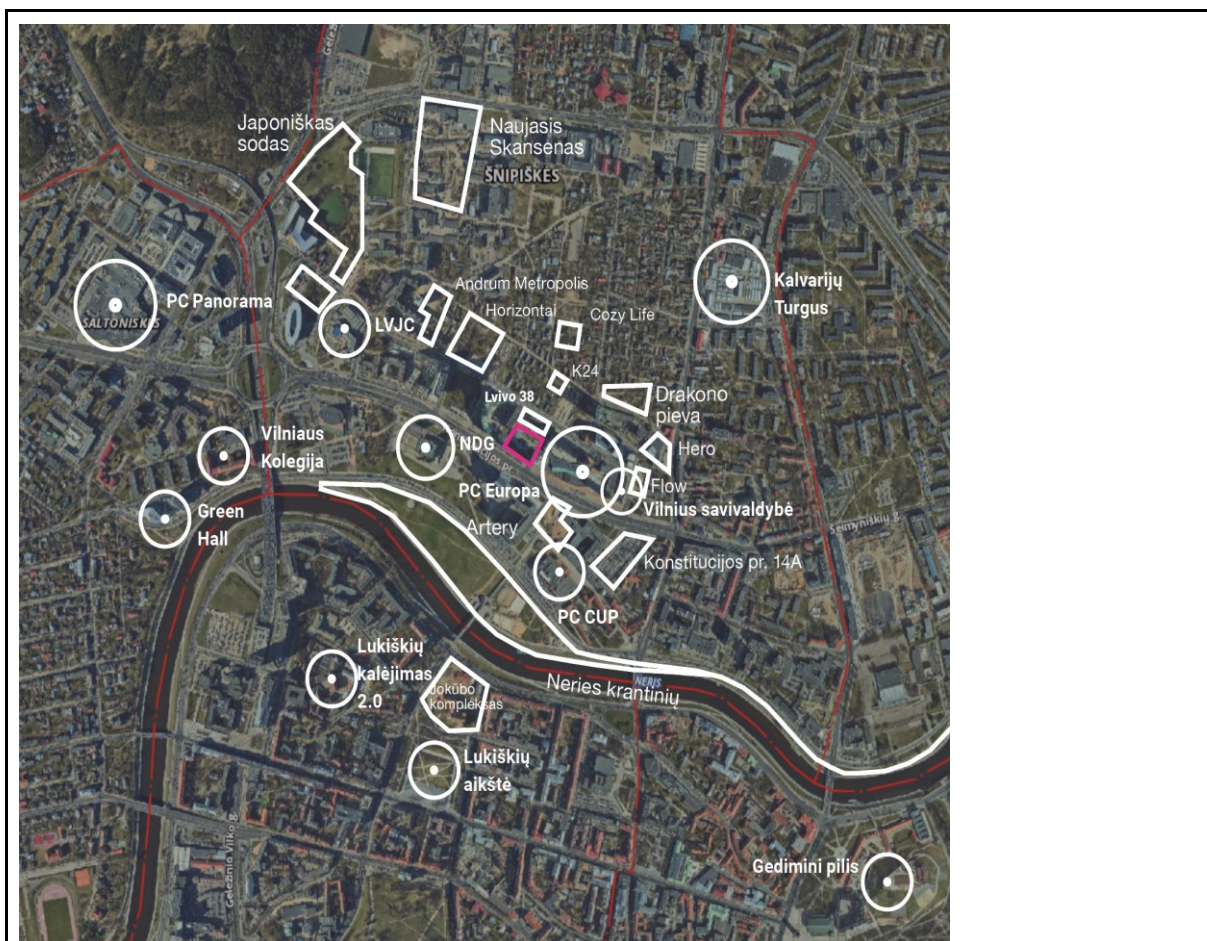 Japoniškas
sodas
Naujasis
Skansenas
ŠNIPIŠKĖS
Kalvarijų
Turgus
Andrum Metropolis
Horizontai
Cozy Life
PC Panorama
LVJC
ŠALTONIŠKĖS
K24
Lvivo 38
Drakono
pieva
Vilniaus
Kolegija
NDG
Hero
PC Europa
Flow
Vilnius savivaldybė
Green
Hall
Artery
Konstitucijos pr. 14A
PC CUP
Lukiškių
kalėjimas
2.0
Jokūbo
kompleksas
NERIS
Neries krantinių
Lukiškių
aikštė
Geležinio Vilko g.
Gedimini pilis